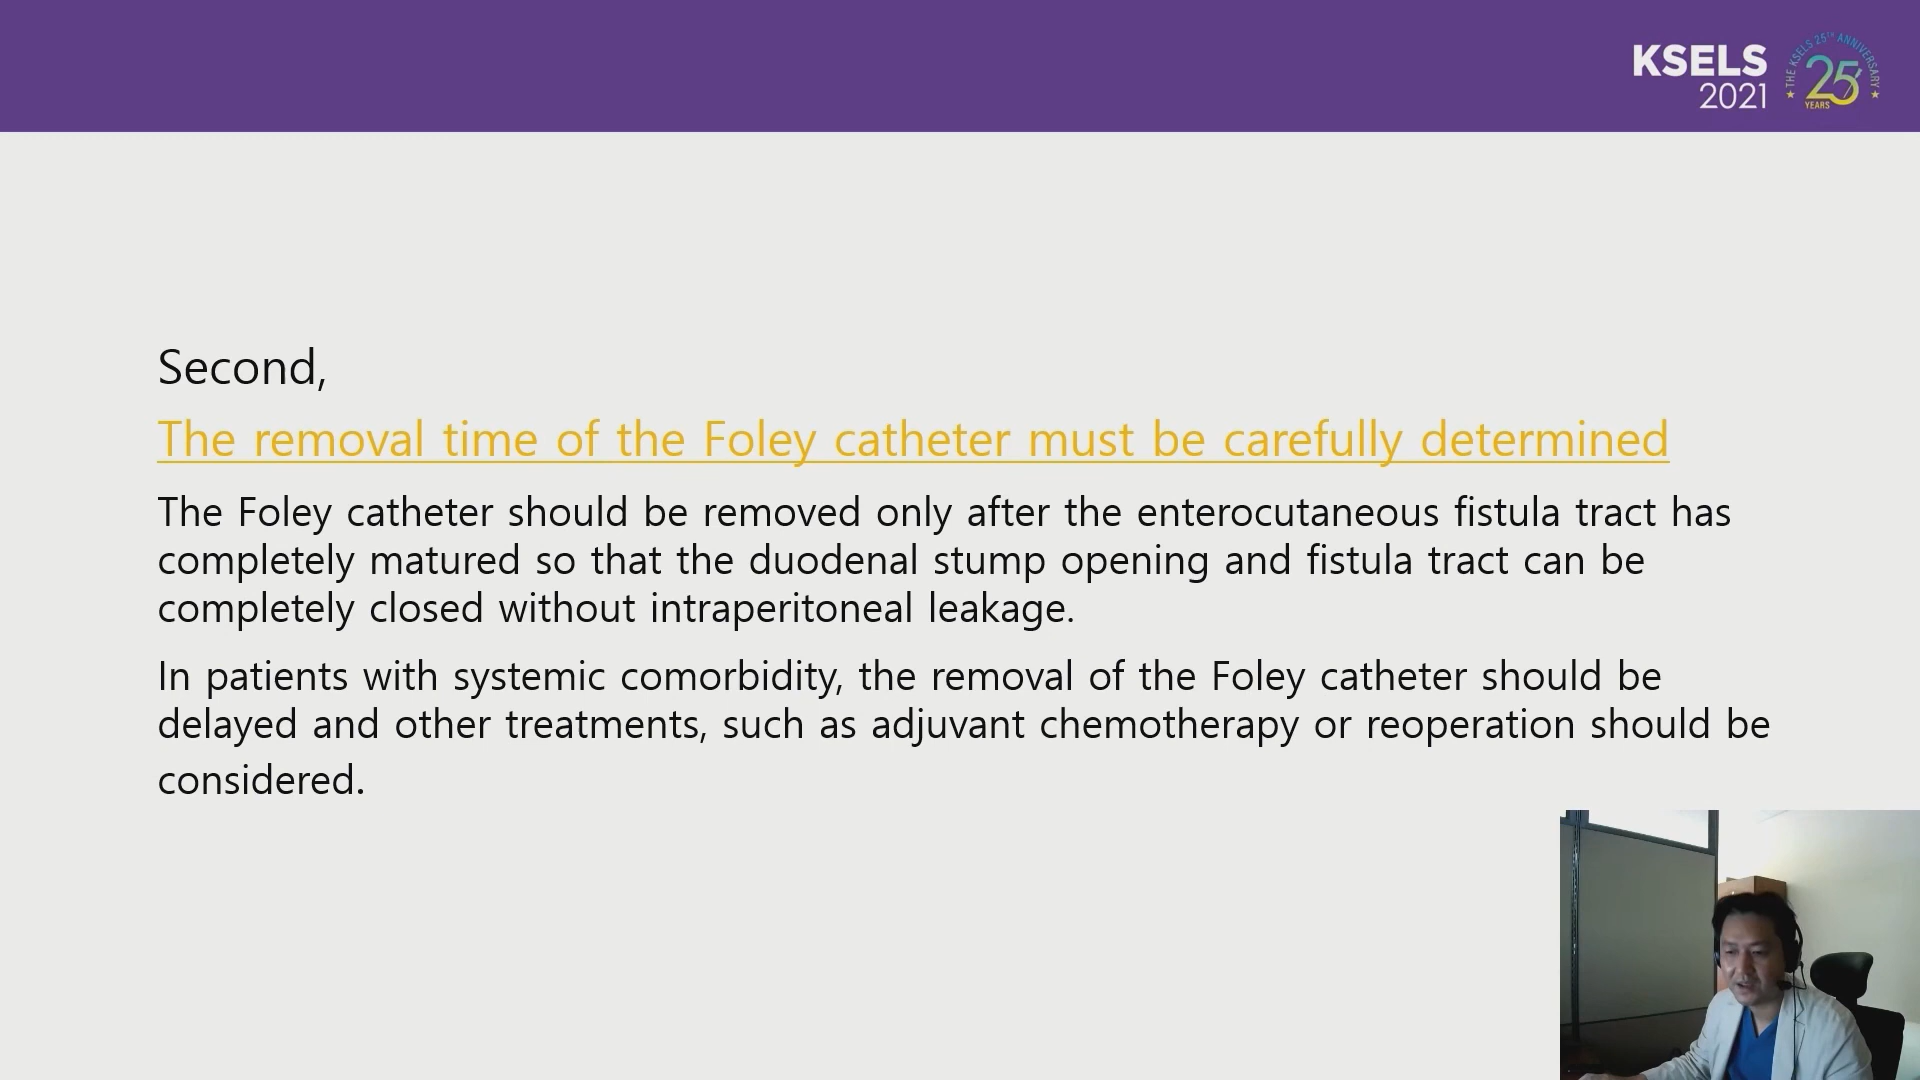 KSELS
2021
THE KSELS 25TH ANNIVERSARY
25
YEARS
Second,
The removal time of the Foley catheter must be carefully determined
The Foley catheter should be removed only after the enterocutaneous fistula tract has
completely matured so that the duodenal stump opening and fistula tract can be
completely closed without intraperitoneal leakage.
In patients with systemic comorbidity, the removal of the Foley catheter should be
delayed and other treatments, such as adjuvant chemotherapy or reoperation should be
considered.